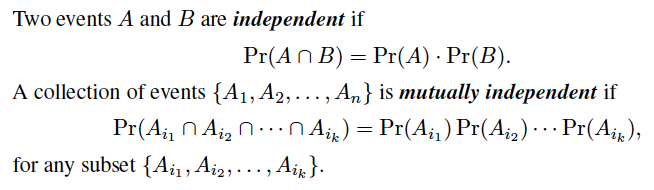 Two events A and B are independent if
Pr(A ∩ B) = Pr(A) · Pr(B).
A collection of events {A₁, A₂, . . . , Aₙ} is mutually independent if
Pr(Aᵢ₁ ∩ Aᵢ₂ ∩ ··· ∩ Aᵢₖ) = Pr(Aᵢ₁) Pr(Aᵢ₂) ··· Pr(Aᵢₖ),
for any subset {Aᵢ₁, Aᵢ₂, . . . , Aᵢₖ}.